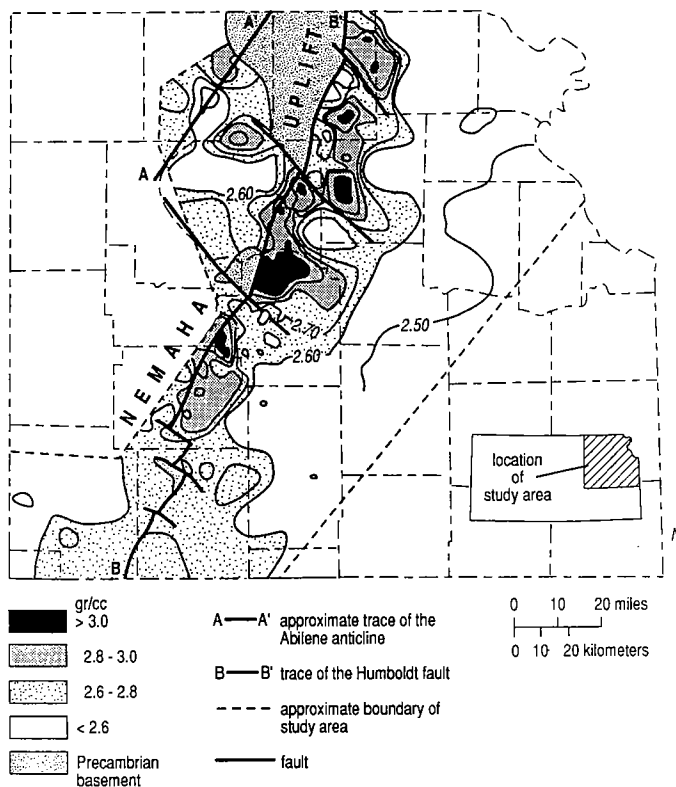 A'
B'
UPLIFT
A
2.60
NEMAHA
2.70
2.60
2.50
B
location
of
study area
gr/cc
> 3.0
2.8 - 3.0
2.6 - 2.8
< 2.6
Precambrian
basement
A A' approximate trace of the
Abilene anticline
B B' trace of the Humboldt fault
approximate boundary of
study area
fault
0 10 20 miles
0 10 20 kilometers